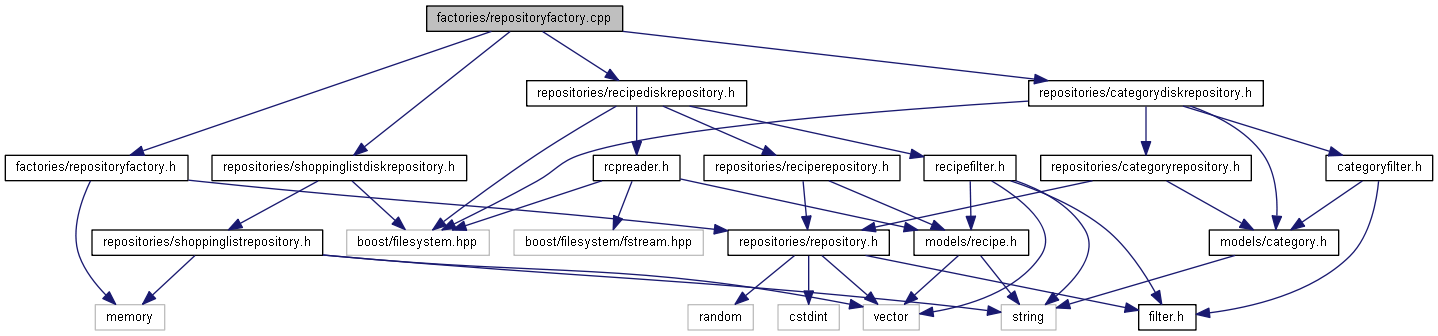 factories/repositoryfactory.cpp
repositories/recipediskrepository.h
repositories/categorydiskrepository.h
factories/repositoryfactory.h
repositories/shoppinglistdiskrepository.h
rcpreader.h
repositories/reciperepository.h
recipefilter.h
repositories/categoryrepository.h
categoryfilter.h
repositories/shoppinglistrepository.h
boost/filesystem.hpp
boost/filesystem/fstream.hpp
repositories/repository.h
models/recipe.h
models/category.h
memory
random
cstdint
vector
string
filter.h